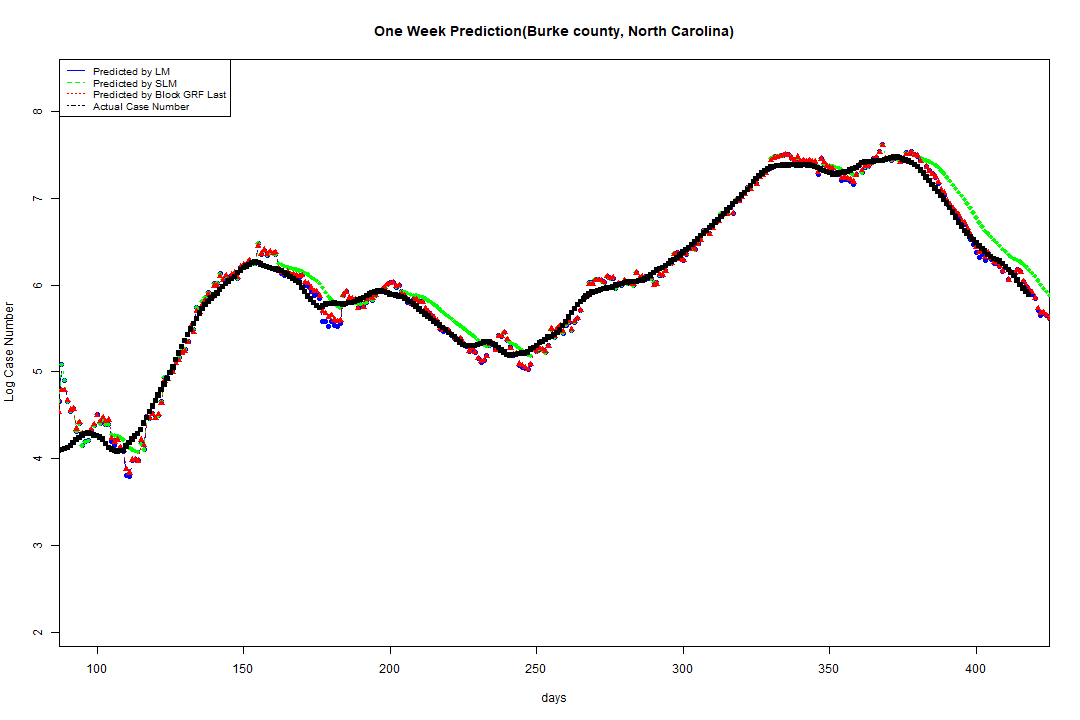 One Week Prediction(Burke county, North Carolina)
Predicted by LM
Predicted by SLM
Predicted by Block GRF Last
Actual Case Number
8
7
6
5
4
3
2
Log Case Number
100 150 200 250 300 350 400
days